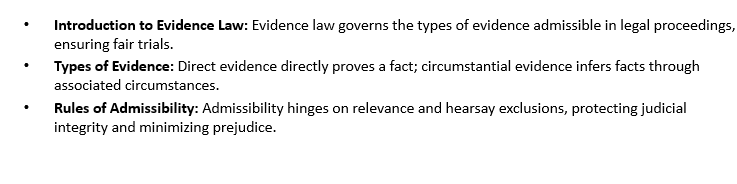 • Introduction to Evidence Law: Evidence law governs the types of evidence admissible in legal proceedings,
ensuring fair trials.
• Types of Evidence: Direct evidence directly proves a fact; circumstantial evidence infers facts through
associated circumstances.
• Rules of Admissibility: Admissibility hinges on relevance and hearsay exclusions, protecting judicial
integrity and minimizing prejudice.